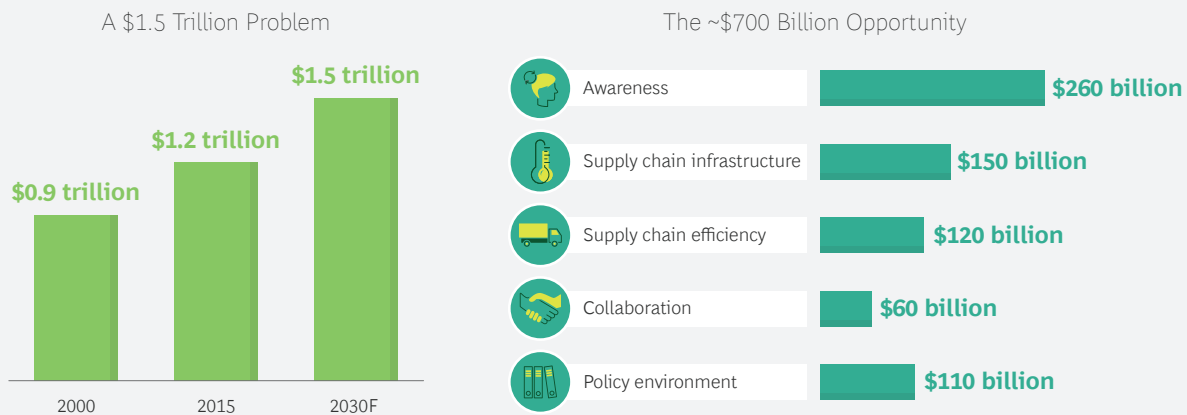 A $1.5 Trillion Problem
$0.9 trillion
$1.2 trillion
$1.5 trillion
2000
2015
2030F
The ~$700 Billion Opportunity
Awareness
$260 billion
Supply chain infrastructure
$150 billion
Supply chain efficiency
$120 billion
Collaboration
$60 billion
Policy environment
$110 billion